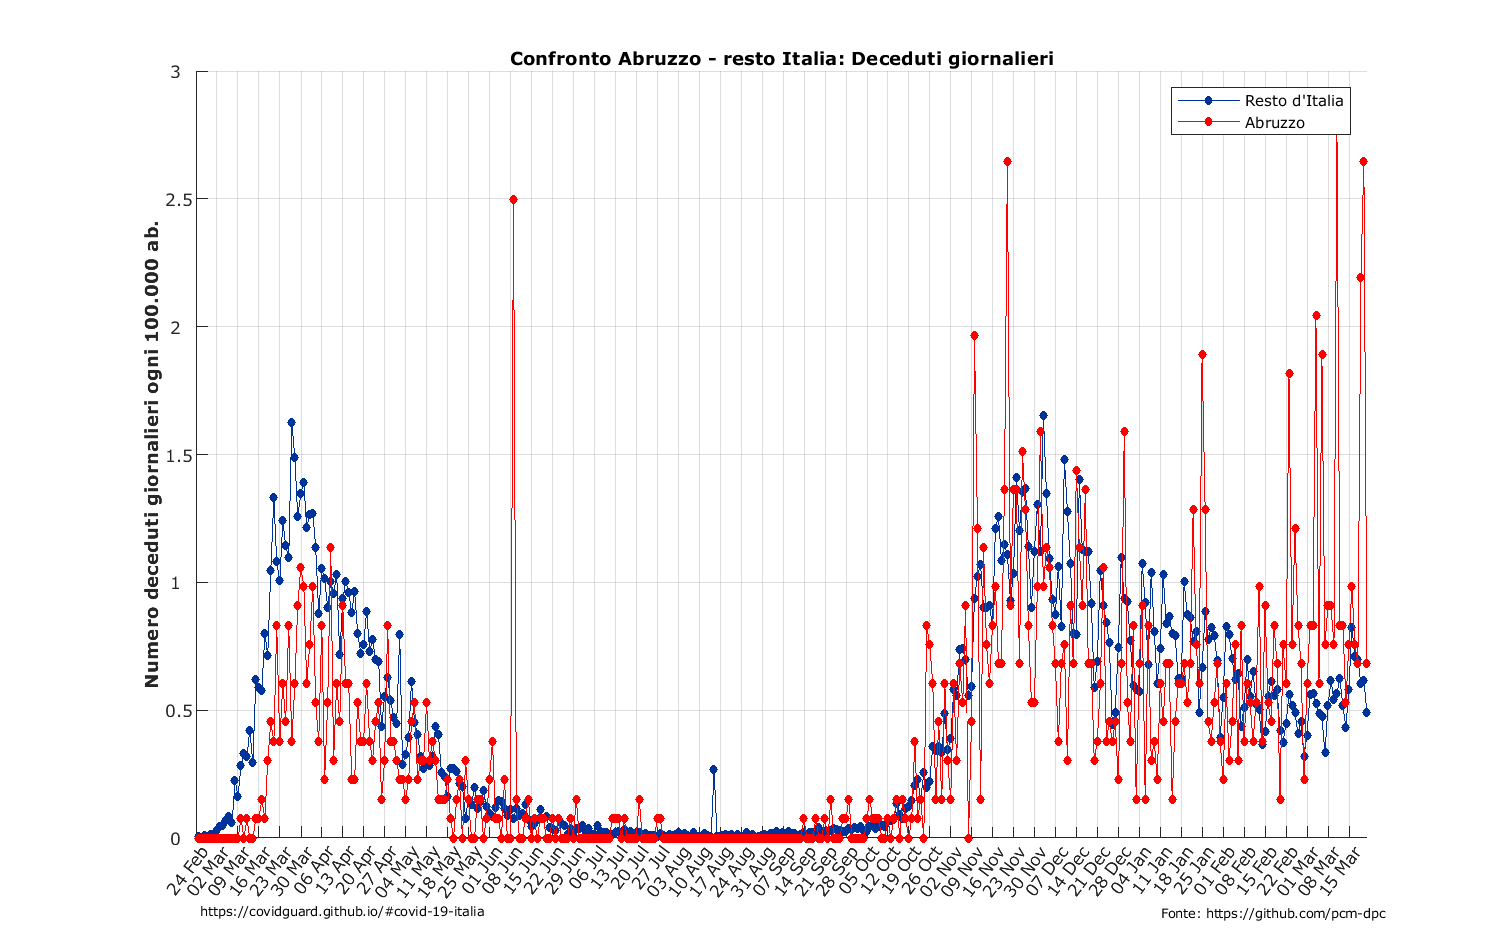 Confronto Abruzzo - resto Italia: Deceduti giornalieri
Numero deceduti giornalieri ogni 100.000 ab.
3
2.5
2
1.5
1
0.5
0
Resto d'Italia
Abruzzo
24 Feb
02 Mar
09 Mar
16 Mar
23 Mar
30 Mar
06 Apr
13 Apr
20 Apr
27 Apr
04 May
11 May
18 May
25 May
01 Jun
08 Jun
15 Jun
22 Jun
29 Jun
06 Jul
13 Jul
20 Jul
27 Jul
03 Aug
10 Aug
17 Aug
24 Aug
31 Aug
07 Sep
14 Sep
21 Sep
28 Sep
05 Oct
12 Oct
19 Oct
26 Oct
02 Nov
09 Nov
16 Nov
23 Nov
30 Nov
07 Dec
14 Dec
21 Dec
28 Dec
04 Jan
11 Jan
18 Jan
25 Jan
01 Feb
08 Feb
15 Feb
22 Feb
01 Mar
08 Mar
15 Mar
https://covidguard.github.io/#covid-19-italia
Fonte: https://github.com/pcm-dpc